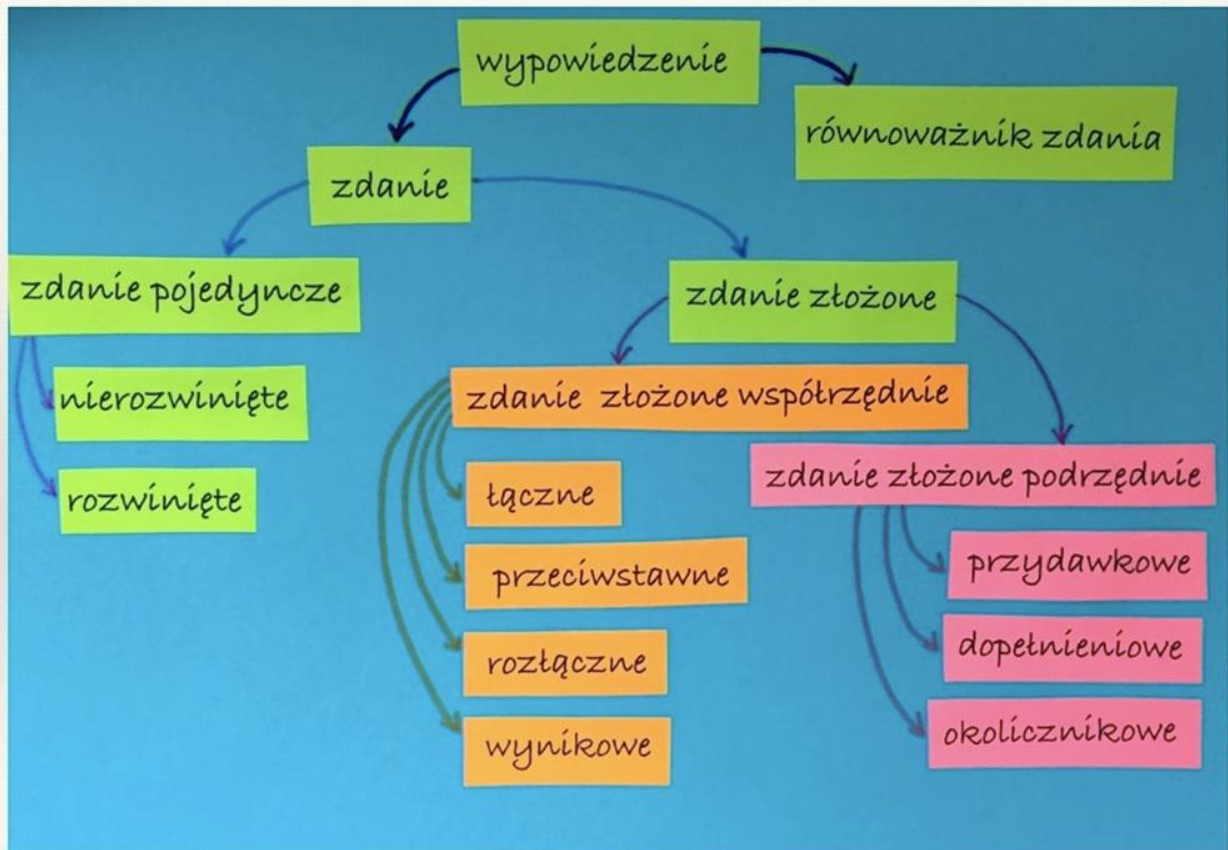 wypowiedzenie
równoważnik zdania
zdanie
zdanie pojedyncze
zdanie złożone
nierozwinięte
zdanie złożone współrzędnie
rozwinięte
zdanie złożone podrzędnie
łączne
przeciwstawne
przydawkowe
rozłączne
dopełnieniowe
wynikowe
okolicznikowe